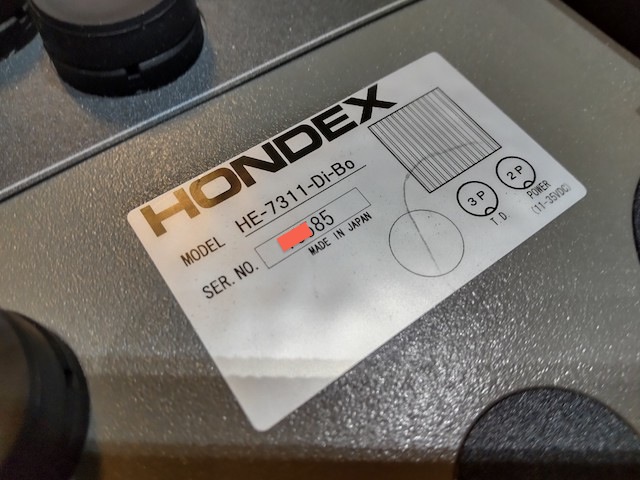 HONDEX
MODEL HE-7311-Di-Bo
SER. NO. 85
MADE IN JAPAN
3P
2P
T D
POWER
(11-35VDC)